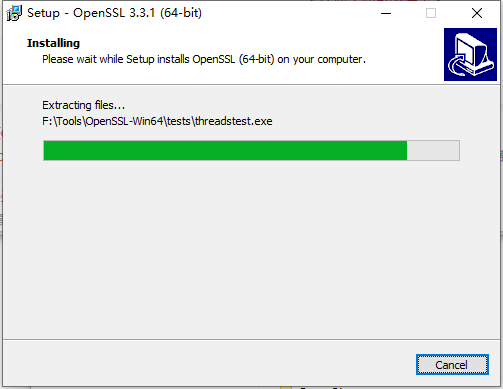 Setup - OpenSSL 3.3.1 (64-bit)
Installing
Please wait while Setup installs OpenSSL (64-bit) on your computer.
Extracting files...
F:\Tools\OpenSSL-Win64\tests\threadstest.exe
Cancel